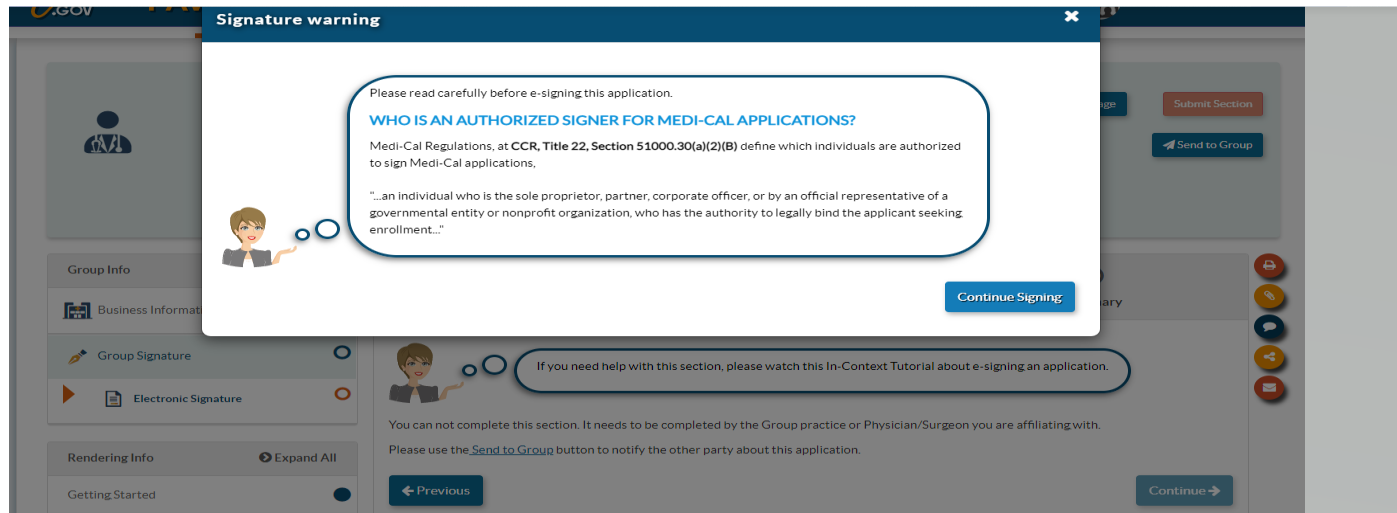 .GOV
Signature warning
Please read carefully before e-signing this application.
WHO IS AN AUTHORIZED SIGNER FOR MEDI-CAL APPLICATIONS?
Medi-Cal Regulations, at CCR, Title 22, Section 51000.30(a)(2)(B) define which individuals are authorized
to sign Medi-Cal applications,
"...an individual who is the sole proprietor, partner, corporate officer, or by an official representative of a
governmental entity or nonprofit organization, who has the authority to legally bind the applicant seeking
enrollment..."
Continue Signing
Submit Section
Send to Group
Group Info
Business Informati
Group Signature
Electronic Signature
Rendering Info
Expand All
Getting Started
If you need help with this section, please watch this In-Context Tutorial about e-signing an application.
You can not complete this section. It needs to be completed by the Group practice or Physician/Surgeon you are affiliating with.
Please use the Send to Group button to notify the other party about this application.
Previous
Continue